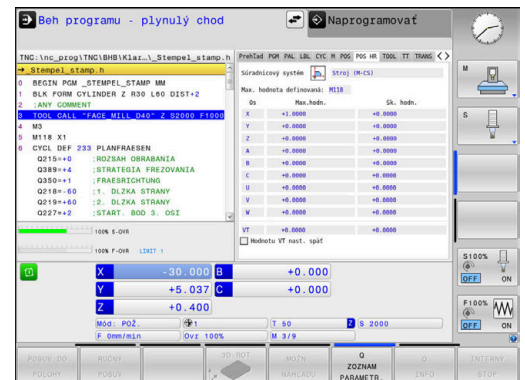 Beh programu - plynulý chod
Naprogramovať
TNC:\nc_prog\TNC\BHB\Klar…\_Stempel_stamp.h
→_Stempel_stamp.h
0 BEGIN PGM _STEMPEL_STAMP MM
1 BLK FORM CYLINDER Z R30 L60 DIST+2
2 ;ANY COMMENT
3 TOOL CALL "FACE_MILL_D40" Z S2000 F1000
4 M3
5 M118 X1
6 CYCL DEF 233 PLANFRAESEN
Q215=+0 ;ROZSAH OBRABANIA
Q389=+4 ;STRATEGIA FREZOVANIA
Q350=+1 ;FRAESRICHTUNG
Q218=-60 ;1. DLZKA STRANY
Q219=+60 ;2. DLZKA STRANY
Q227=+2 ;START. BOD 3. OSI
100% S-OVR
100% F-OVR LIMIT 1
Prehľad PGM PAL LBL CYC M POS POS HR TOOL TT TRANS
Súradnicový systém Stroj (M-CS)
Max. hodnota definovaná: M118
Os Max.hodn. Sk. hodn.
X +1.0000 +0.0000
Y +0.0000 +0.0000
Z +0.0000 +0.0000
A +0.0000 +0.0000
B +0.0000 +0.0000
C +0.0000 +0.0000
U +0.0000 +0.0000
V +0.0000 +0.0000
W +0.0000 +0.0000
VT +0.0000 +0.0000
Hodnotu VT nast. späť
X -30.000 B +0.000
Y +5.037 C +0.000
Z +0.400
Mód: POŽ. 1 T 50 Z S 2000
F 0mm/min Ovr 100% M 3/9
M
S
S100%
OFF ON
F100%
OFF ON
POSUV DO POLOHY
RUČNÝ POSUV
3D-ROT
MOŽN. NÁHĽADU
Q ZOZNAM PARAMETR.
Q INFO
INTERNÝ STOP